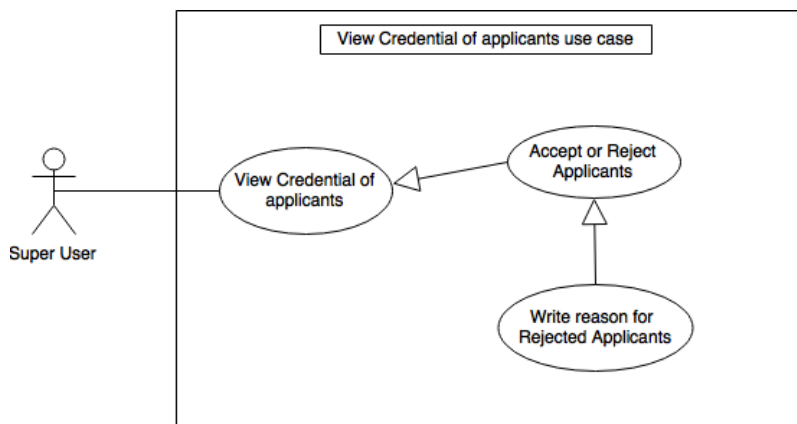 View Credential of applicants use case
Accept or Reject
Applicants
View Credential of
applicants
Super User
Write reason for
Rejected Applicants